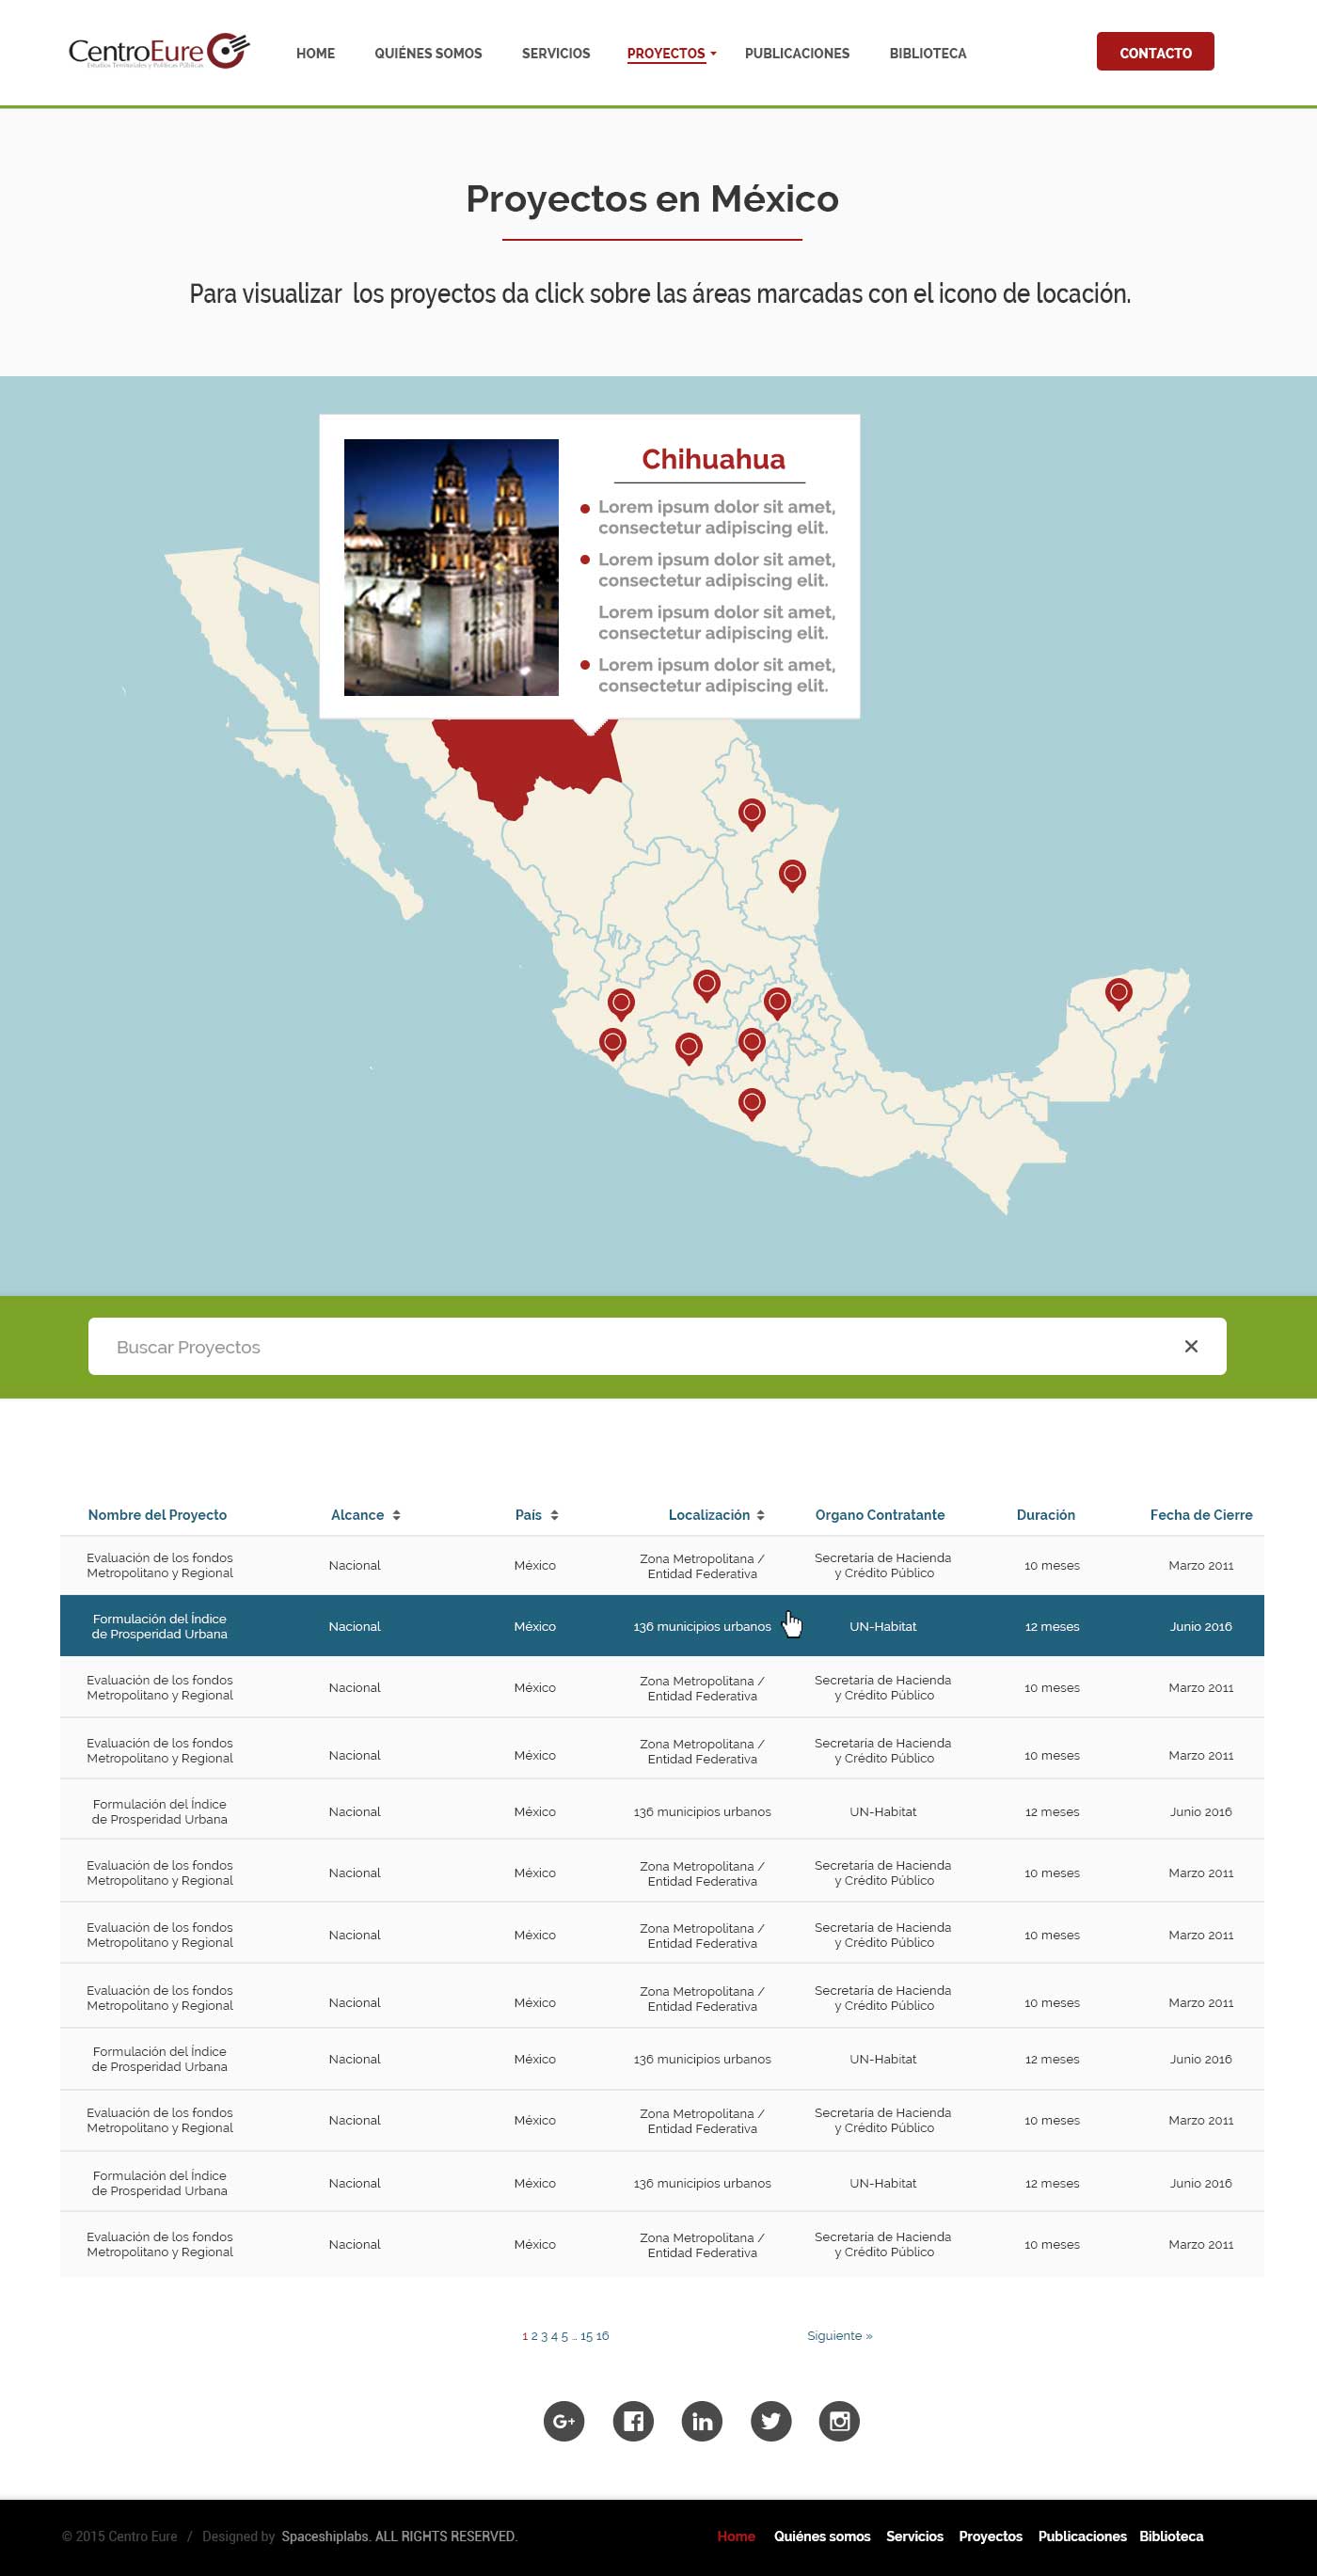 CentroEure
Estudios Territoriales y Políticas Públicas
HOME QUIÉNES SOMOS SERVICIOS PROYECTOS PUBLICACIONES BIBLIOTECA CONTACTO
Proyectos en México
Para visualizar los proyectos da click sobre las áreas marcadas con el icono de locación.
Chihuahua
Lorem ipsum dolor sit amet,
consectetur adipiscing elit.
Lorem ipsum dolor sit amet,
consectetur adipiscing elit.
Lorem ipsum dolor sit amet,
consectetur adipiscing elit.
Lorem ipsum dolor sit amet,
consectetur adipiscing elit.
Buscar Proyectos ×
Nombre del Proyecto Alcance País Localización Organo Contratante Duración Fecha de Cierre
Evaluación de los fondos Zona Metropolitana / Secretaría de Hacienda
Metropolitano y Regional Nacional México Entidad Federativa y Crédito Público 10 meses Marzo 2011
Formulación del Índice
de Prosperidad Urbana Nacional México 136 municipios urbanos UN-Habitat 12 meses Junio 2016
Evaluación de los fondos Zona Metropolitana / Secretaría de Hacienda
Metropolitano y Regional Nacional México Entidad Federativa y Crédito Público 10 meses Marzo 2011
Evaluación de los fondos Zona Metropolitana / Secretaría de Hacienda
Metropolitano y Regional Nacional México Entidad Federativa y Crédito Público 10 meses Marzo 2011
Formulación del Índice
de Prosperidad Urbana Nacional México 136 municipios urbanos UN-Habitat 12 meses Junio 2016
Evaluación de los fondos Zona Metropolitana / Secretaría de Hacienda
Metropolitano y Regional Nacional México Entidad Federativa y Crédito Público 10 meses Marzo 2011
Evaluación de los fondos Zona Metropolitana / Secretaría de Hacienda
Metropolitano y Regional Nacional México Entidad Federativa y Crédito Público 10 meses Marzo 2011
Evaluación de los fondos Zona Metropolitana / Secretaría de Hacienda
Metropolitano y Regional Nacional México Entidad Federativa y Crédito Público 10 meses Marzo 2011
Formulación del Índice
de Prosperidad Urbana Nacional México 136 municipios urbanos UN-Habitat 12 meses Junio 2016
Evaluación de los fondos Zona Metropolitana / Secretaría de Hacienda
Metropolitano y Regional Nacional México Entidad Federativa y Crédito Público 10 meses Marzo 2011
Formulación del Índice
de Prosperidad Urbana Nacional México 136 municipios urbanos UN-Habitat 12 meses Junio 2016
Evaluación de los fondos Zona Metropolitana / Secretaría de Hacienda
Metropolitano y Regional Nacional México Entidad Federativa y Crédito Público 10 meses Marzo 2011
1 2 3 4 5 ... 15 16 Siguiente »
G+ f in
© 2015 Centro Eure / Designed by Spaceshiplabs. ALL RIGHTS RESERVED. Home Quiénes somos Servicios Proyectos Publicaciones Biblioteca